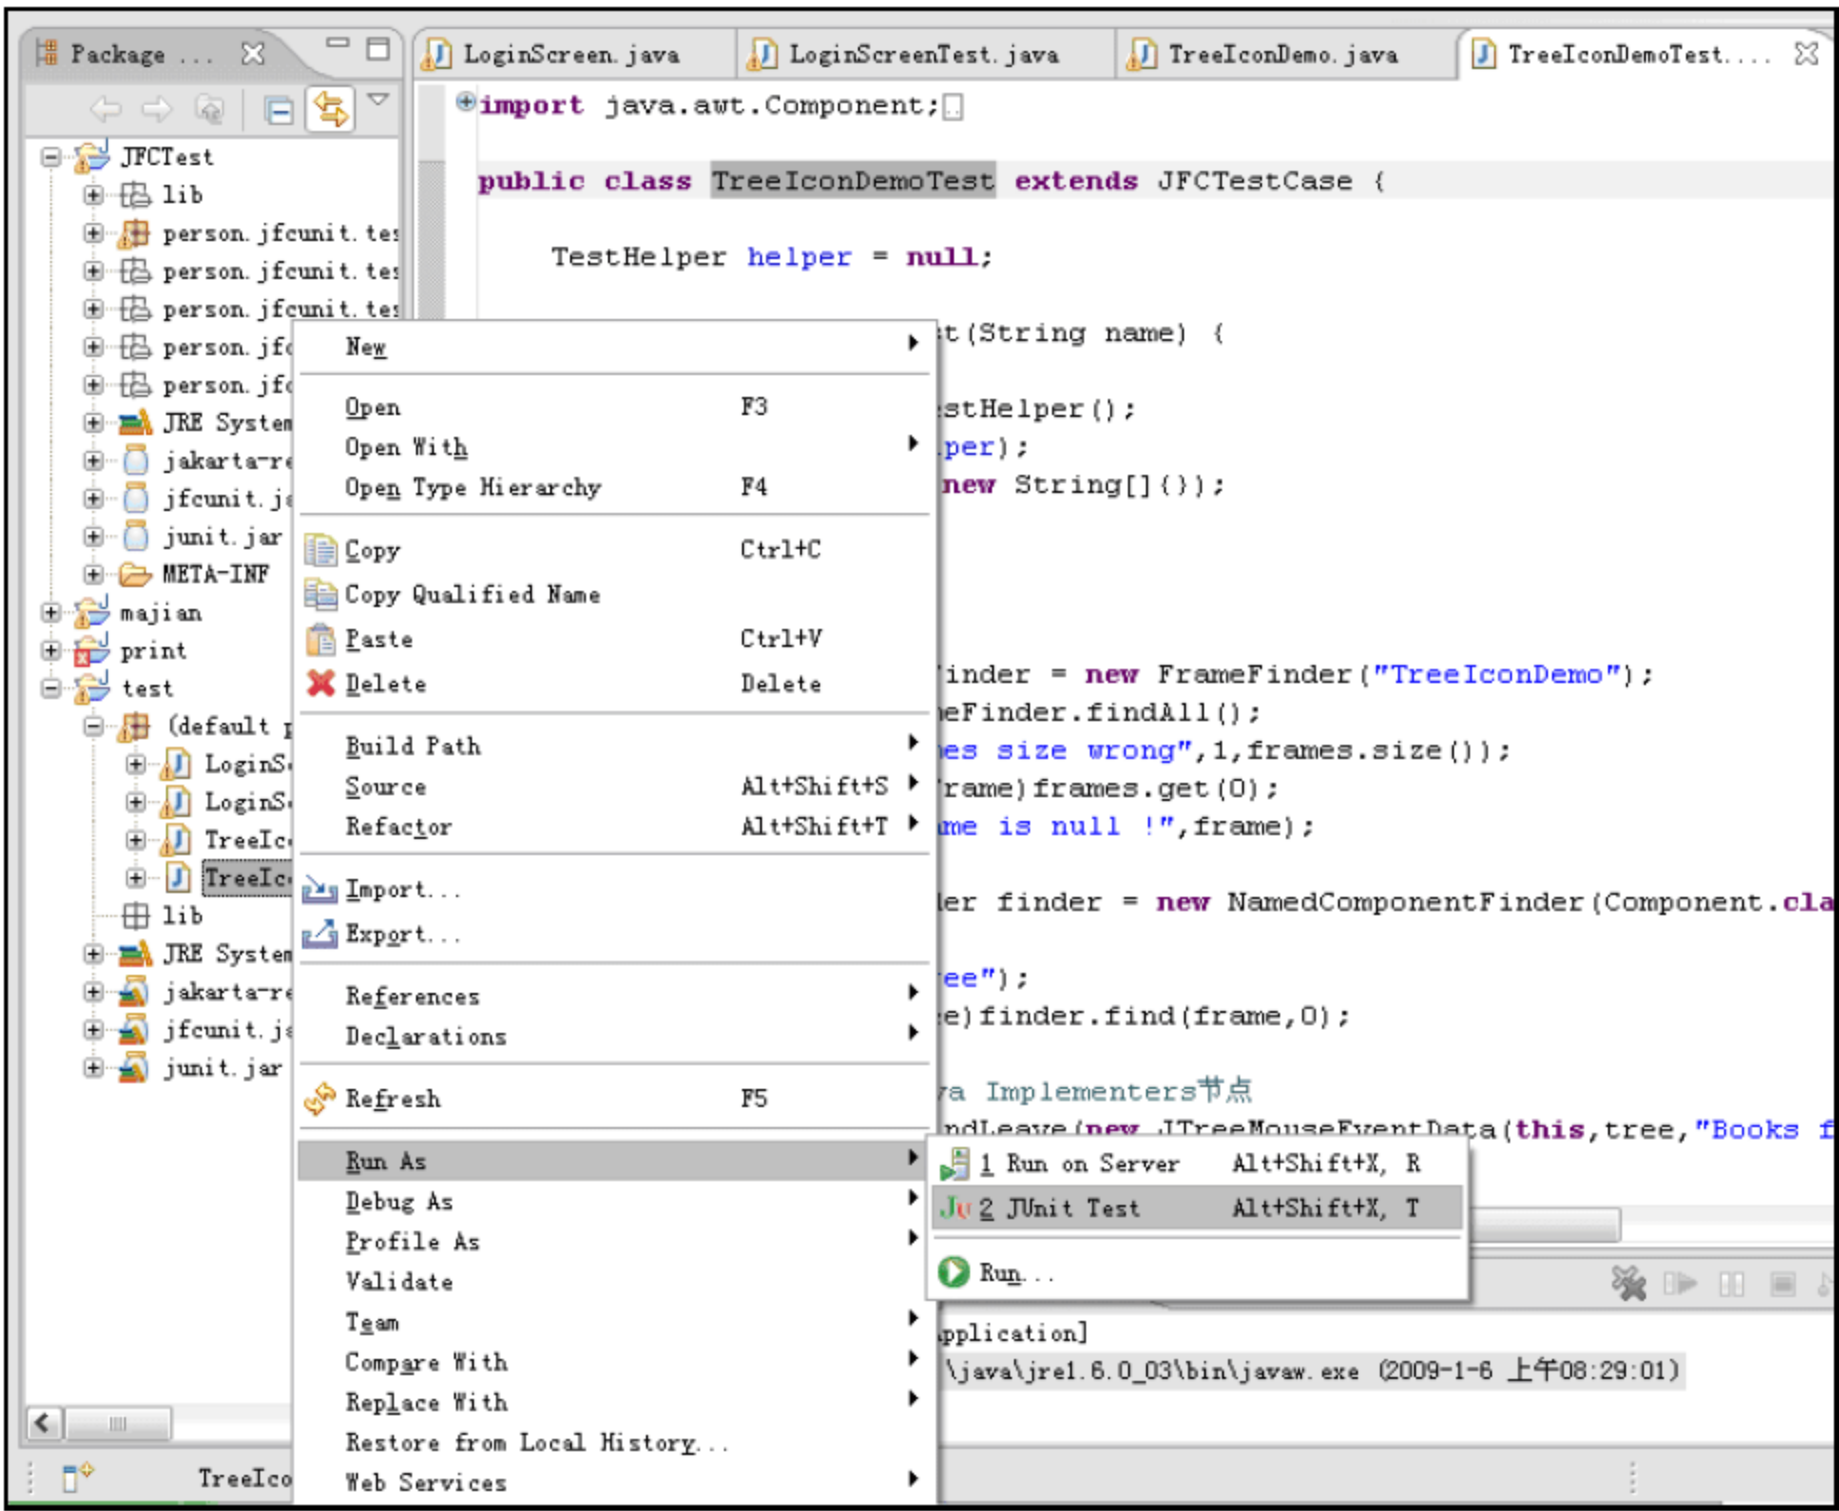 Package ...
LoginScreen.java
LoginScreenTest.java
TreeIconDemo.java
TreeIconDemoTest....
JFCTest
lib
person.jfcunit.tes
person.jfcunit.tes
person.jfcunit.tes
person.jfc
person.jfc
JRE System
jakarta-re
jfcunit.ja
junit.jar
META-INF
majian
print
test
(default p
LoginSc
LoginSc
TreeIco
TreeIco
lib
JRE System
jakarta-re
jfcunit.ja
junit.jar
TreeIco
import java.awt.Component;
public class TreeIconDemoTest extends JFCTestCase {
TestHelper helper = null;
t(String name) {
stHelper();
per);
new String[]{});
inder = new FrameFinder("TreeIconDemo");
eFinder.findAll();
es size wrong",1,frames.size());
rame)frames.get(0);
me is null !",frame);
er finder = new NamedComponentFinder(Component.cla
ee");
e)finder.find(frame,0);
va Implementers节点
ndLeave(new JTreeMouseEventData(this,tree,"Books f
New
Open F3
Open With
Open Type Hierarchy F4
Copy Ctrl+C
Copy Qualified Name
Paste Ctrl+V
Delete Delete
Build Path
Source Alt+Shift+S
Refactor Alt+Shift+T
Import...
Export...
References
Declarations
Refresh F5
Run As
Debug As
Profile As
Validate
Team
Compare With
Replace With
Restore from Local History...
Web Services
1 Run on Server Alt+Shift+X, R
Ju 2 JUnit Test Alt+Shift+X, T
Run...
pplication]
\java\jre1.6.0_03\bin\javaw.exe (2009-1-6 上午08:29:01)